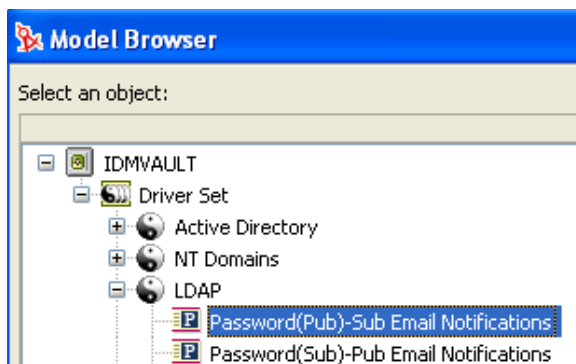 Model Browser
Select an object:
IDMVAULT
Driver Set
Active Directory
NT Domains
LDAP
Password(Pub)-Sub Email Notifications
Password(Sub)-Pub Email Notifications